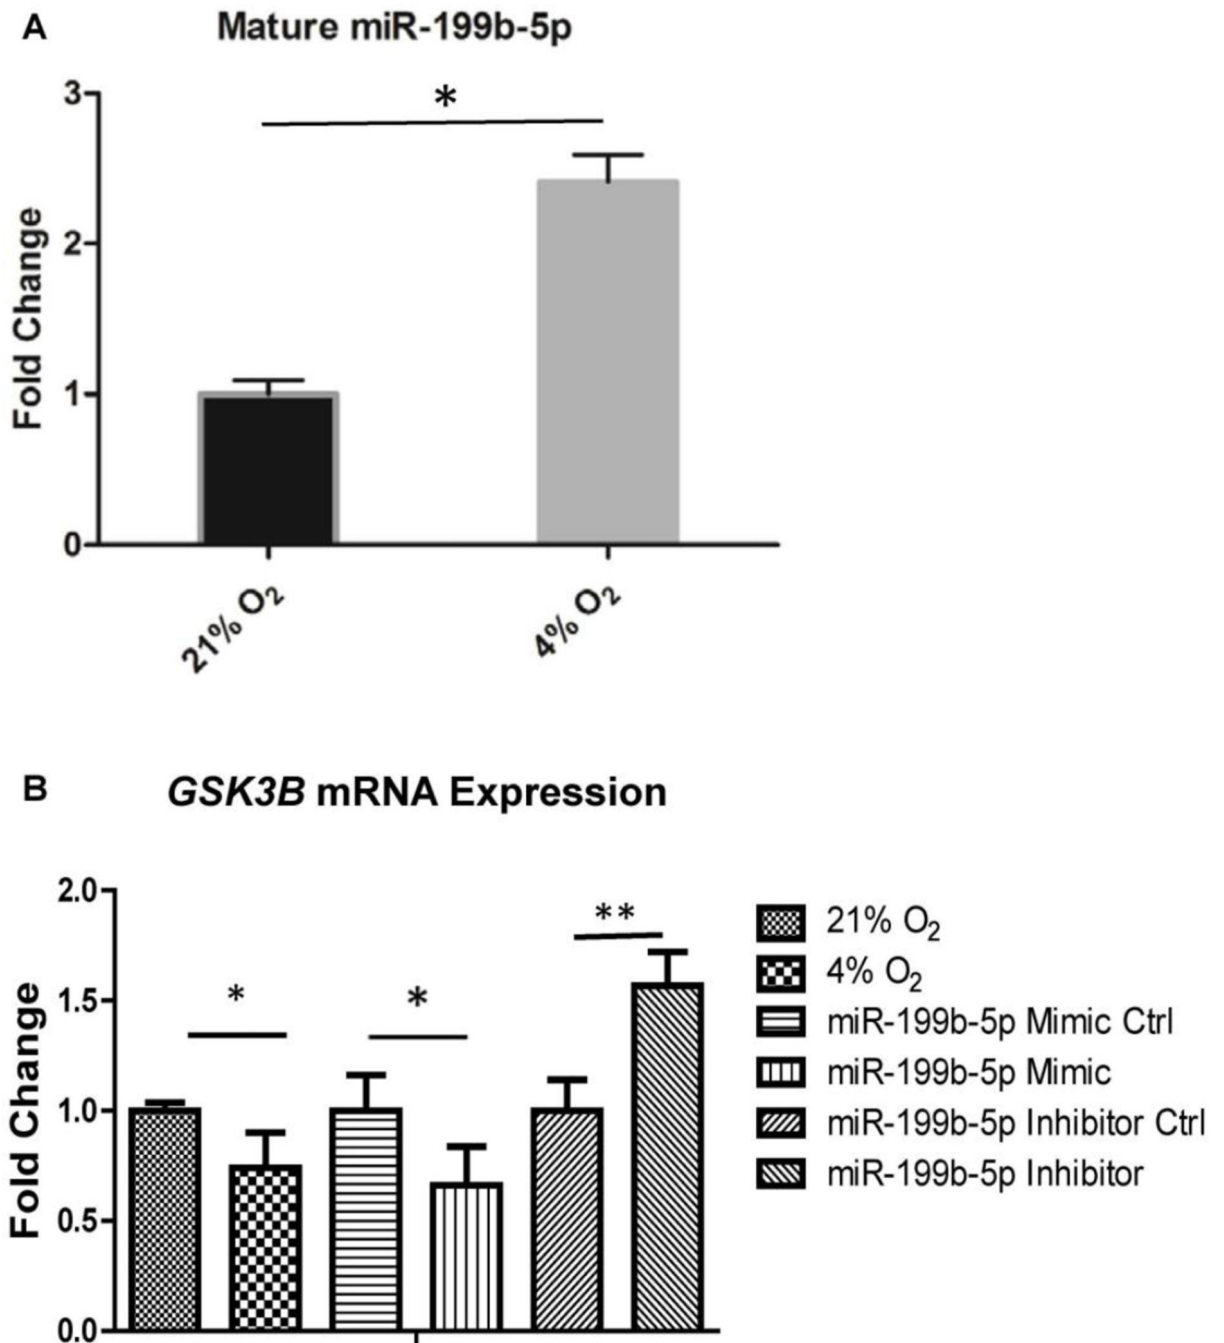 A
Mature miR-199b-5p
3
*
2
1
0
Fold Change
21% O₂
4% O₂
B
GSK3B mRNA Expression
2.0
1.5
1.0
0.5
0.0
Fold Change
*
*
**
21% O₂
4% O₂
miR-199b-5p Mimic Ctrl
miR-199b-5p Mimic
miR-199b-5p Inhibitor Ctrl
miR-199b-5p Inhibitor